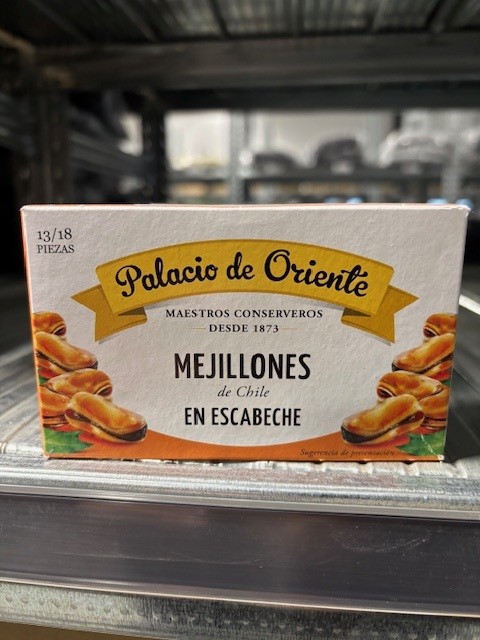 13/18
PIEZAS
Palacio de Oriente
MAESTROS CONSERVEROS
DESDE 1873
MEJILLONES
de Chile
EN ESCABECHE
Sugerencia de presentación